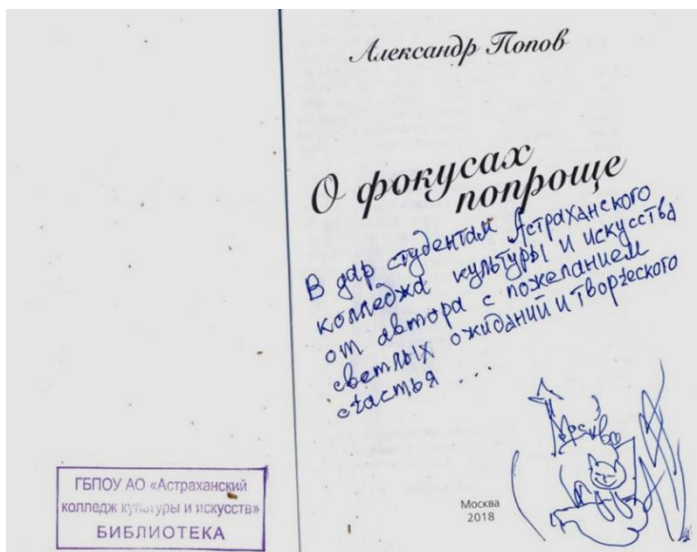 Александр Попов
О фокусах
попроще
В дар студентам Астраханского
колледжа культуры и искусства
от автора с пожеланием
светлых ожиданий и творческого
счастья ...
Москва
Москва
2018
ГБПОУ АО «Астраханский
колледж культуры и искусств»
БИБЛИОТЕКА